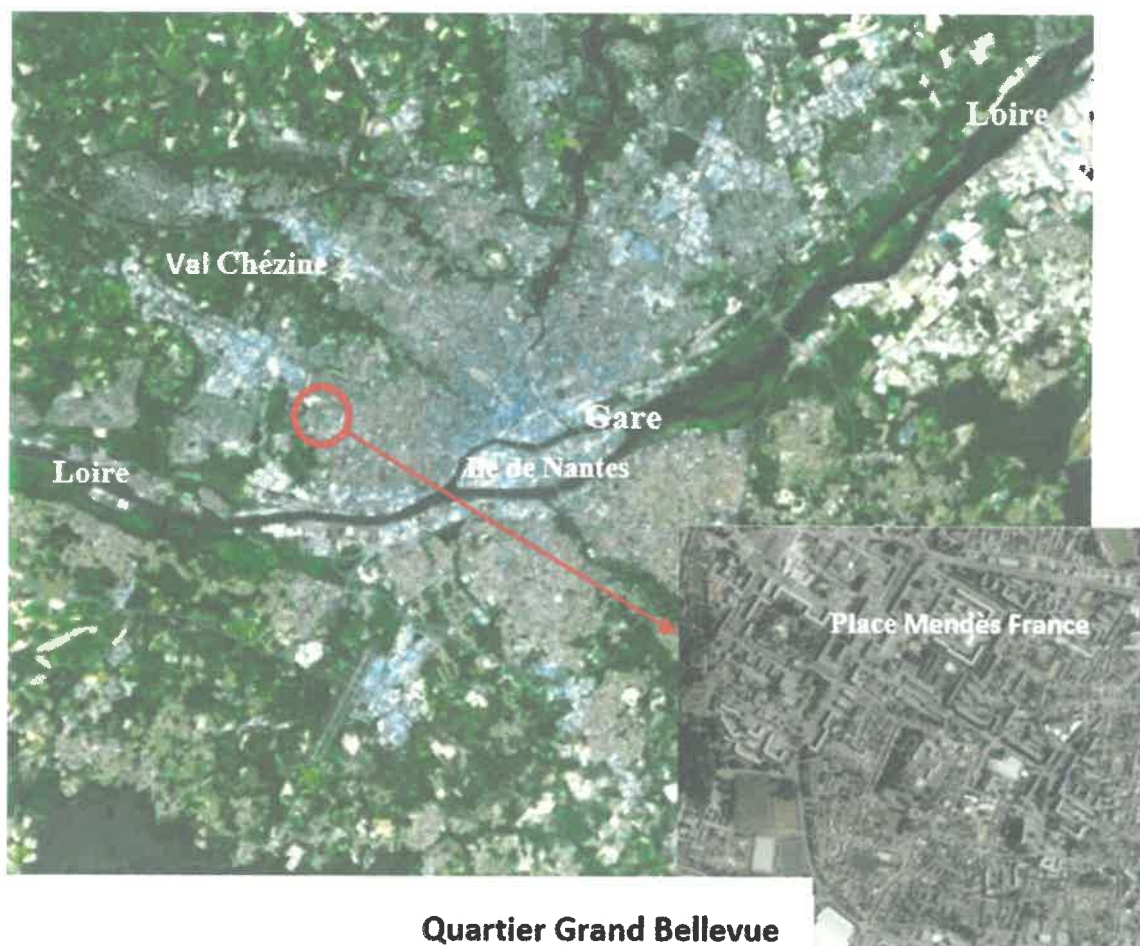 Loire
Val Chézine
Gare
Ile de Nantes
Loire
Place Mendès France
Quartier Grand Bellevue